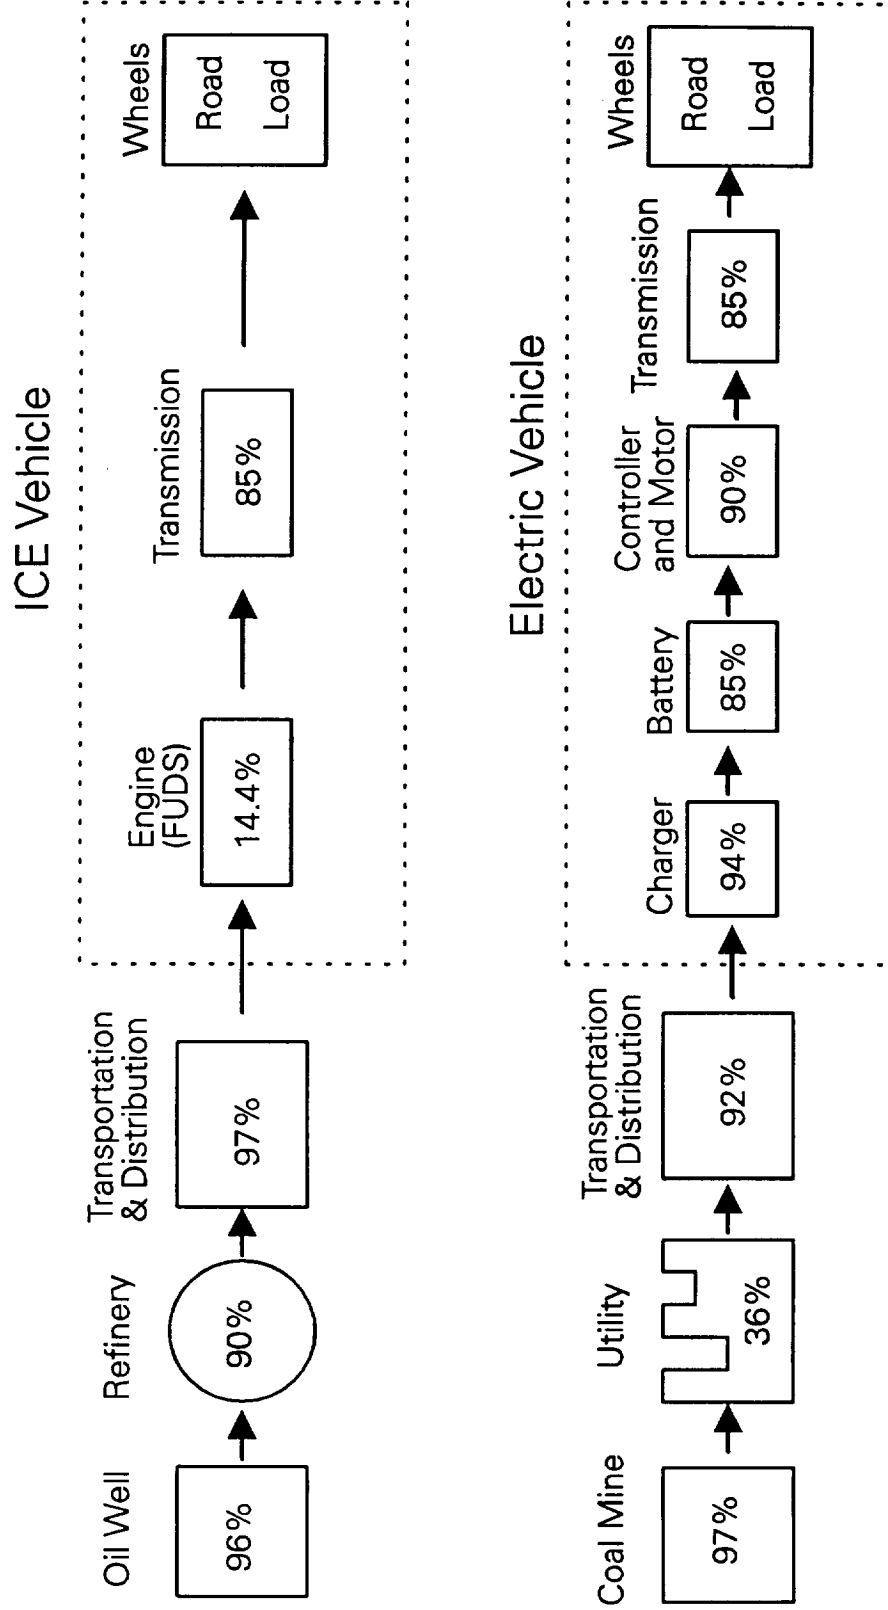 ICE Vehicle
Oil Well
96%
Refinery
90%
Transportation
& Distribution
97%
Engine
(FUDS)
14.4%
Transmission
85%
Wheels
Road
Load
Electric Vehicle
Coal Mine
97%
Utility
36%
Transportation
& Distribution
92%
Charger
94%
Battery
85%
Controller
and Motor
90%
Transmission
85%
Wheels
Road
Load